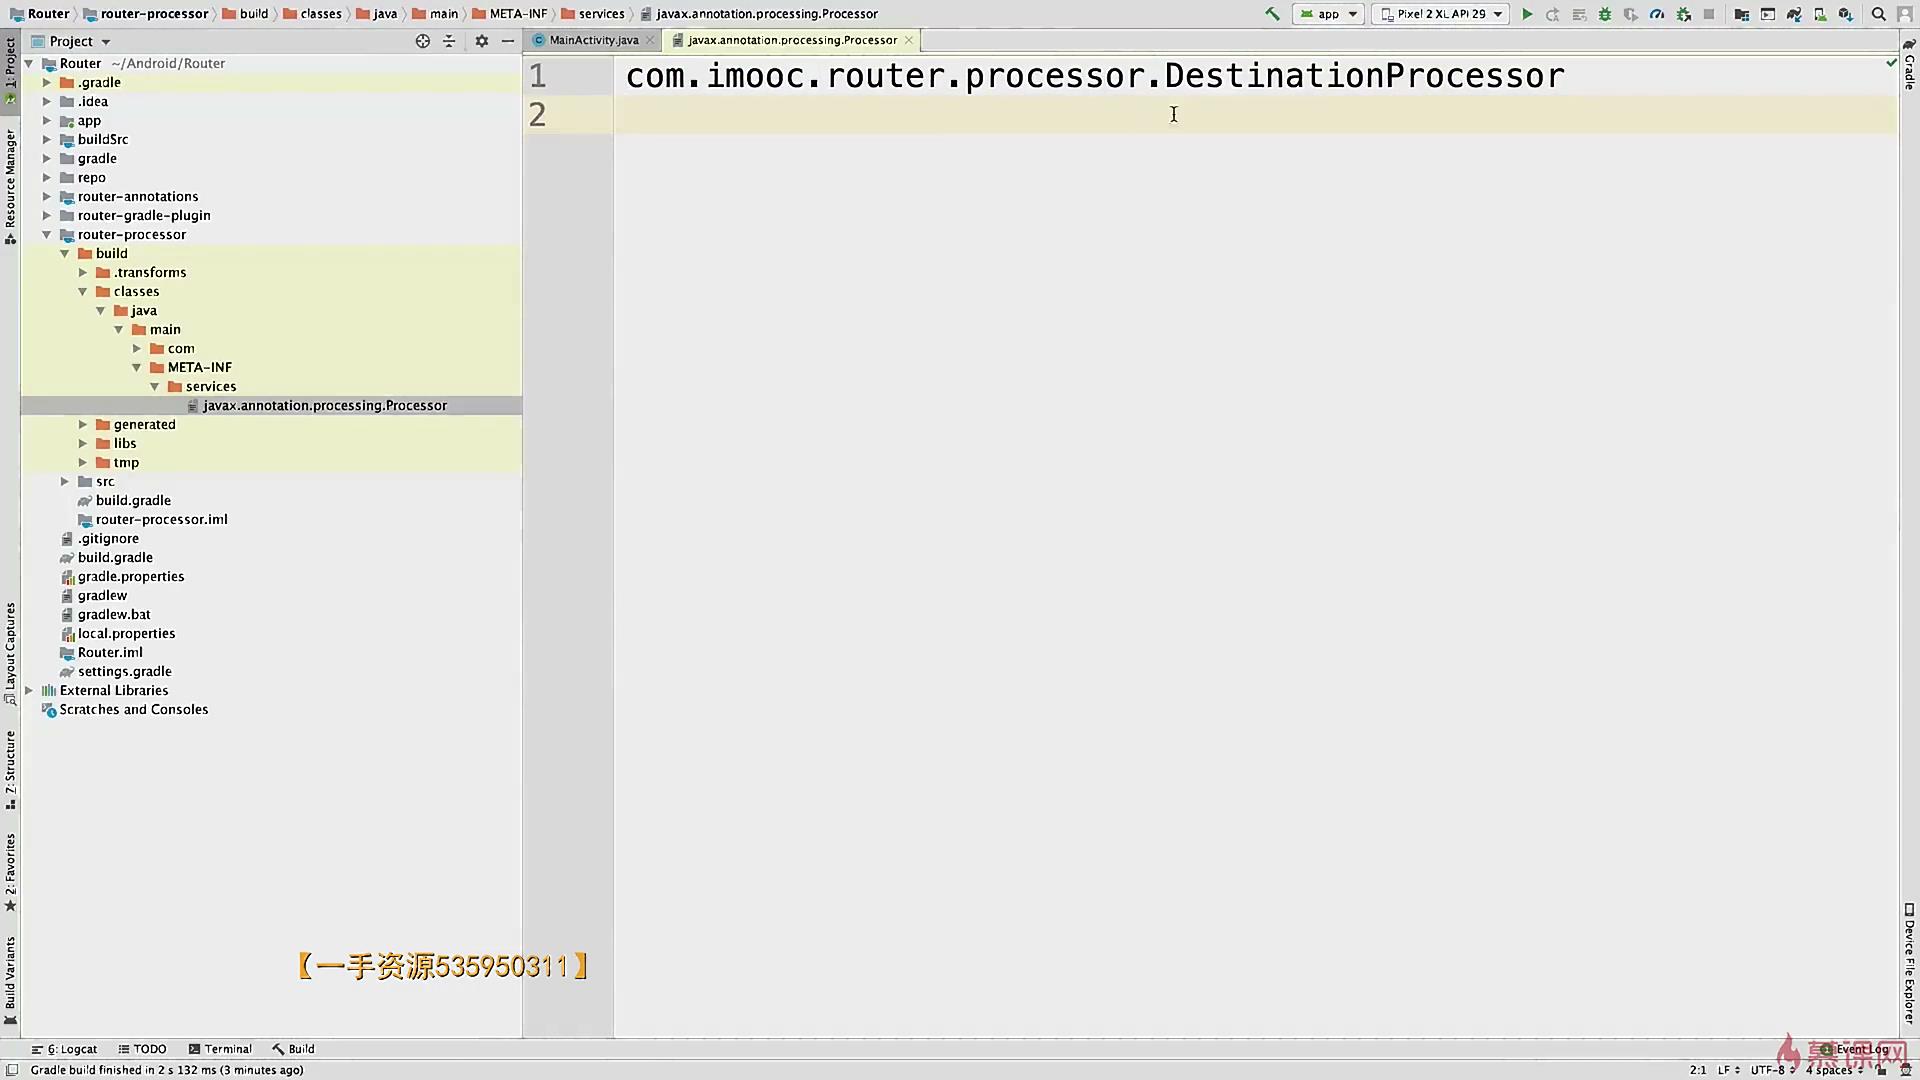 Router router-processor build classes java main META-INF services javax.annotation.processing.Processor app Pixel 2 XL API 29
Project
MainActivity.java javax.annotation.processing.Processor
1: Project
Resource Manager
Layout Captures
7: Structure
2: Favorites
Build Variants
Router ~/Android/Router
.gradle
.idea
app
buildSrc
gradle
repo
router-annotations
router-gradle-plugin
router-processor
build
.transforms
classes
java
main
com
META-INF
services
javax.annotation.processing.Processor
generated
libs
tmp
src
build.gradle
router-processor.iml
.gitignore
build.gradle
gradle.properties
gradlew
gradlew.bat
local.properties
Router.iml
settings.gradle
External Libraries
Scratches and Consoles
1 com.imooc.router.processor.DestinationProcessor
2
Gradle
Device File Explorer
【一手资源535950311】
6: Logcat TODO Terminal Build Event Log
慕课网
Gradle build finished in 2 s 132 ms (3 minutes ago) 2:1 LF UTF-8 4 spaces